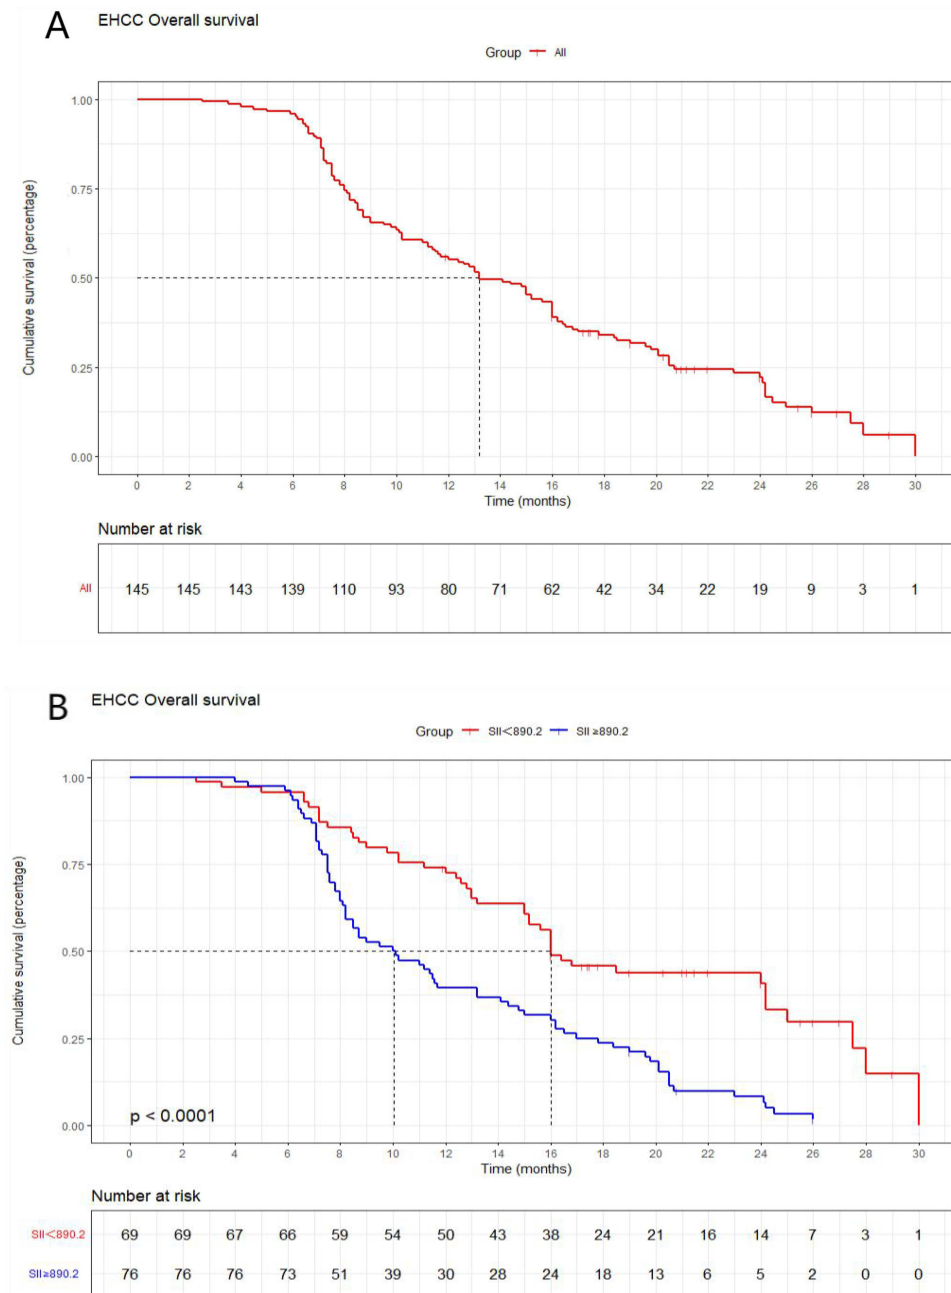 A
EHCC Overall survival
Group All
Cumulative survival (percentage)
1.00
0.75
0.50
0.25
0.00
0 2 4 6 8 10 12 14 16 18 20 22 24 26 28 30
Time (months)
Number at risk
All 145 145 143 139 110 93 80 71 62 42 34 22 19 9 3 1
B
EHCC Overall survival
Group SII<890.2 SII≥890.2
Cumulative survival (percentage)
1.00
0.75
0.50
0.25
0.00
p < 0.0001
0 2 4 6 8 10 12 14 16 18 20 22 24 26 28 30
Time (months)
Number at risk
SII<890.2 69 69 67 66 59 54 50 43 38 24 21 16 14 7 3 1
SII≥890.2 76 76 76 73 51 39 30 28 24 18 13 6 5 2 0 0